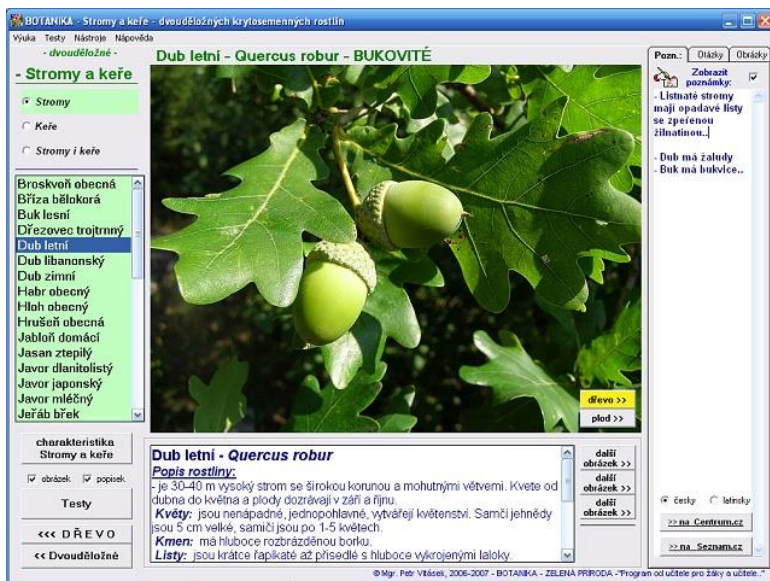 BOTANIKA - Stromy a keře - dvouděložných krytosemenných rostlin
Výuka Testy Nástroje Nápověda
- dvouděložné -
- Stromy a keře
Stromy
Keře
Stromy i keře
Broskvoň obecná
Bříza bělokorá
Buk lesní
Dřezovec trojtrnný
Dub letní
Dub libanonský
Dub zimní
Habr obecný
Hloh obecný
Hrušeň obecná
Jabloň domácí
Jasan ztepilý
Javor dlanitolistý
Javor japonský
Javor mléčný
Jeřáb břek
charakteristika
Stromy a keře
obrázek popisek
Testy
<<< D Ř E V O
<< Dvouděložné
Dub letní - Quercus robur - BUKOVITÉ
dřevo >>
plod >>
Dub letní - Quercus robur
Popis rostliny:
- je 30-40 m vysoký strom se širokou korunou a mohutnými větvemi. Kvete od
dubna do května a plody dozrávají v září a říjnu.
Květy: jsou nenápadné, jednopohlavné, vytvářejí květenství. Samčí jehnědy
jsou 5 cm velké, samičí jsou po 1-5 květech.
Kmen: má hluboce rozbrázděnou borku.
Listy: jsou krátce řapíkaté až přisedlé s hluboce vykrojenými laloky.
další
obrázek >>
další
obrázek >>
další
obrázek >>
Pozn.: Otázky Obrázky
Zobrazit
poznámky:
- Listnaté stromy
mají opadavé listy
se zpeřenou
žilnatinou..
- Dub má žaludy
- Buk má bukvice..
česky latinsky
>> na Centrum.cz
>> na Seznam.cz
© Mgr. Petr Vitásek, 2006-2007 - BOTANIKA - ZELENÁ PŘÍRODA -"Program od učitele pro žáky a učitele.."